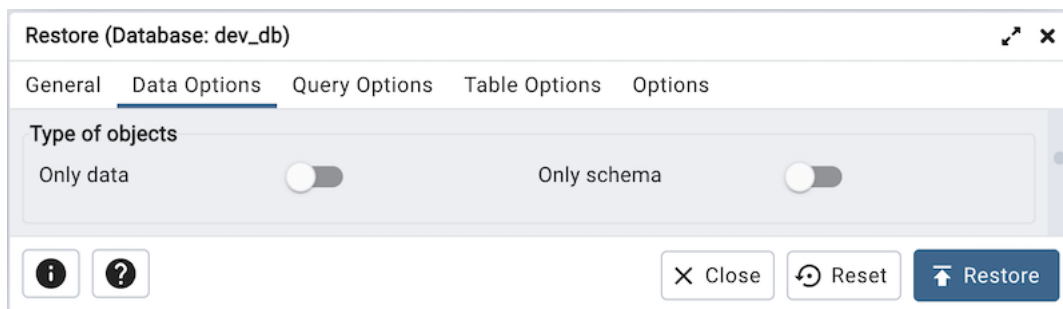 Restore (Database: dev_db)
General Data Options Query Options Table Options Options
Type of objects
Only data Only schema
Close Reset Restore